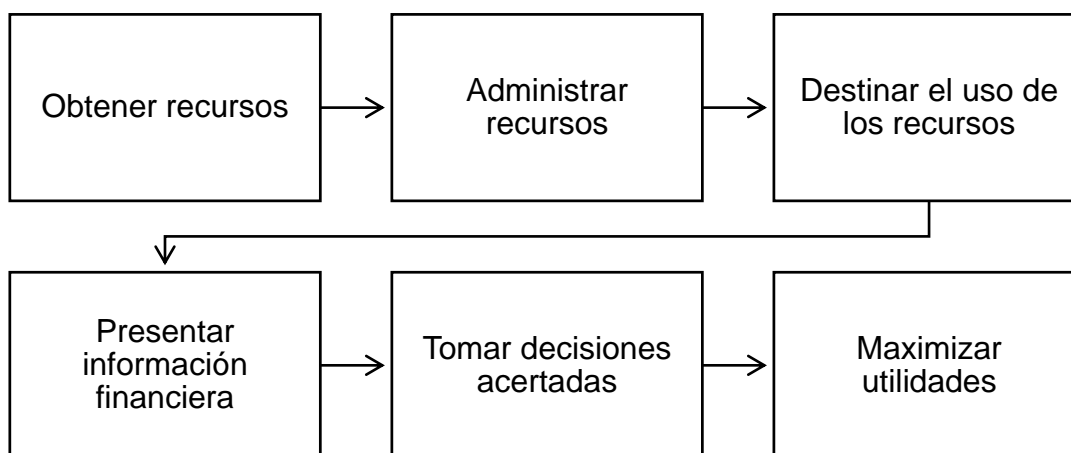 Obtener recursos
Administrar
recursos
Destinar el uso de
los recursos
Presentar
información
financiera
Tomar decisiones
acertadas
Maximizar
utilidades